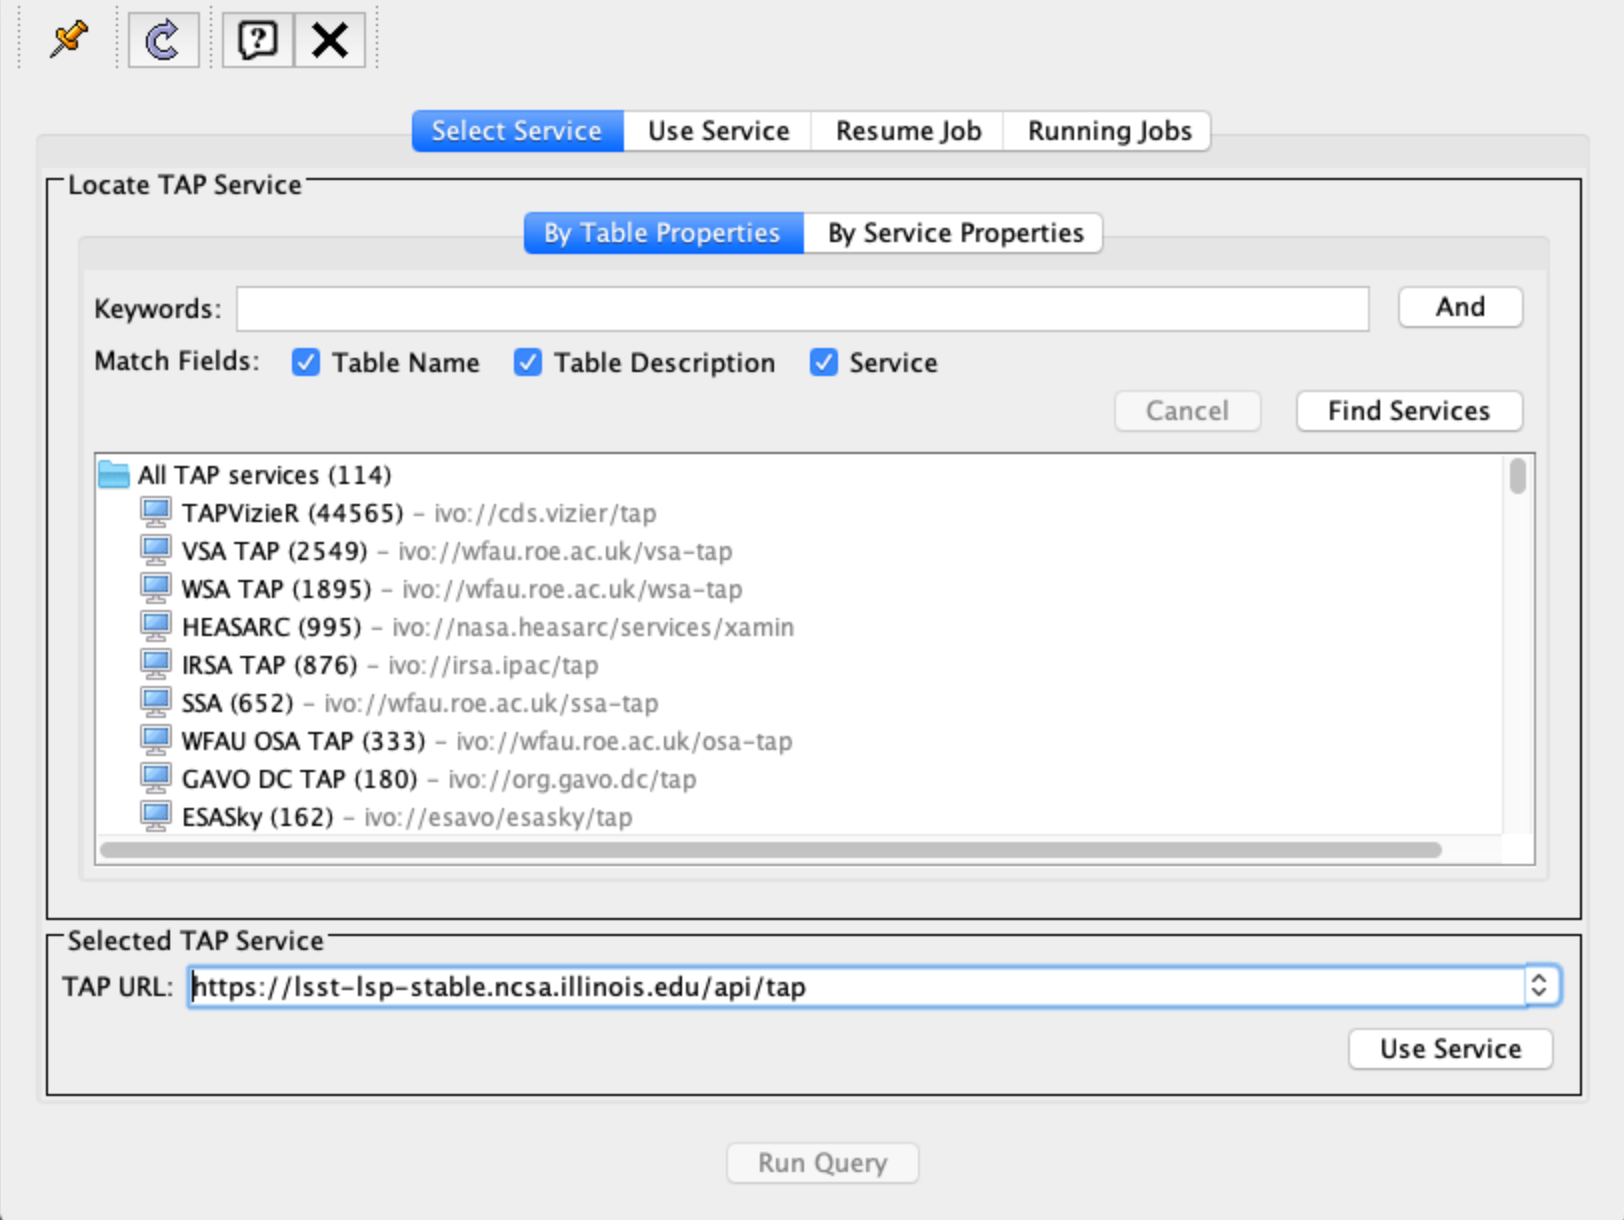 Select Service Use Service Resume Job Running Jobs
Locate TAP Service
By Table Properties By Service Properties
Keywords: And
Match Fields: Table Name Table Description Service
Cancel Find Services
All TAP services (114)
TAPVizieR (44565) – ivo://cds.vizier/tap
VSA TAP (2549) – ivo://wfau.roe.ac.uk/vsa-tap
WSA TAP (1895) – ivo://wfau.roe.ac.uk/wsa-tap
HEASARC (995) – ivo://nasa.heasarc/services/xamin
IRSA TAP (876) – ivo://irsa.ipac/tap
SSA (652) – ivo://wfau.roe.ac.uk/ssa-tap
WFAU OSA TAP (333) – ivo://wfau.roe.ac.uk/osa-tap
GAVO DC TAP (180) – ivo://org.gavo.dc/tap
ESASky (162) – ivo://esavo/esasky/tap
Selected TAP Service
TAP URL: https://lsst-lsp-stable.ncsa.illinois.edu/api/tap
Use Service
Run Query